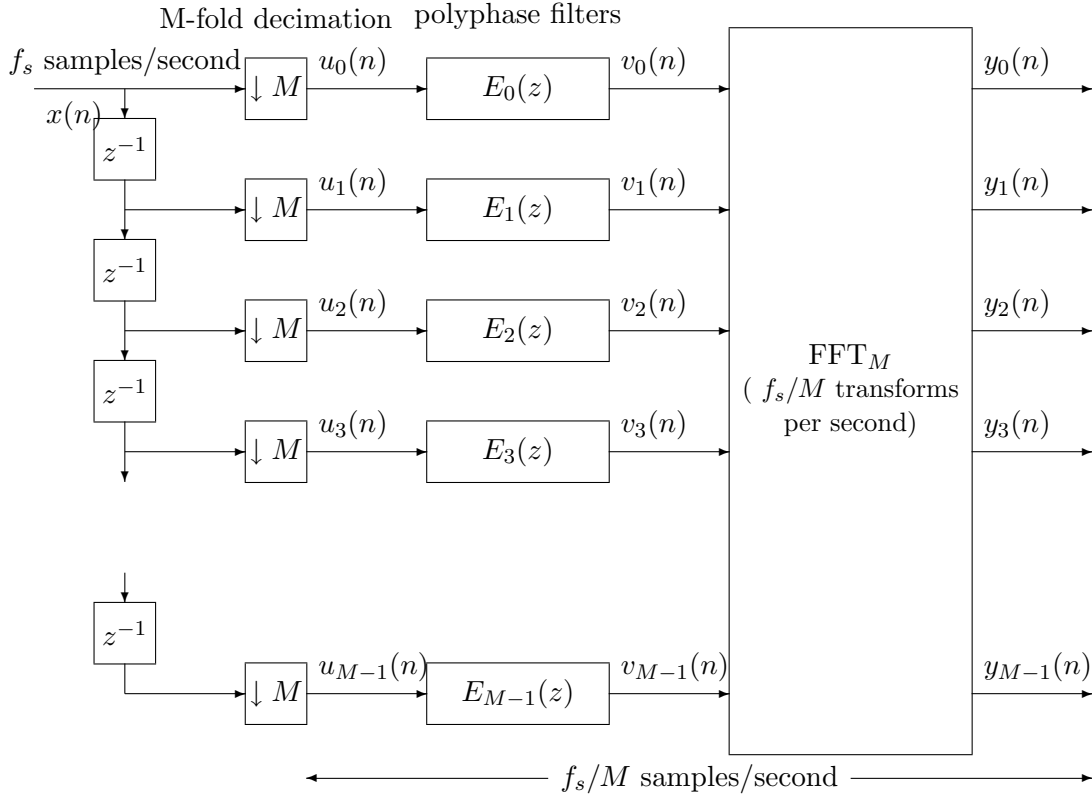 M-fold decimation polyphase filters
f_s samples/second
↓ M u_0(n) E_0(z) v_0(n) y_0(n)
x(n)
z^{-1}
↓ M u_1(n) E_1(z) v_1(n) y_1(n)
z^{-1}
↓ M u_2(n) E_2(z) v_2(n) y_2(n)
FFT_M
( f_s/M transforms
per second)
z^{-1}
↓ M u_3(n) E_3(z) v_3(n) y_3(n)
z^{-1}
↓ M u_{M−1}(n) E_{M−1}(z) v_{M−1}(n) y_{M−1}(n)
f_s/M samples/second